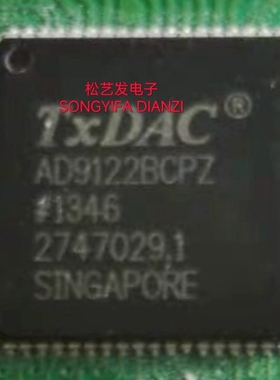 松艺发电子
SONGYIFA DIANZI
TxDAC®
AD9122BCPZ
#1346
2747029.1
SINGAPORE